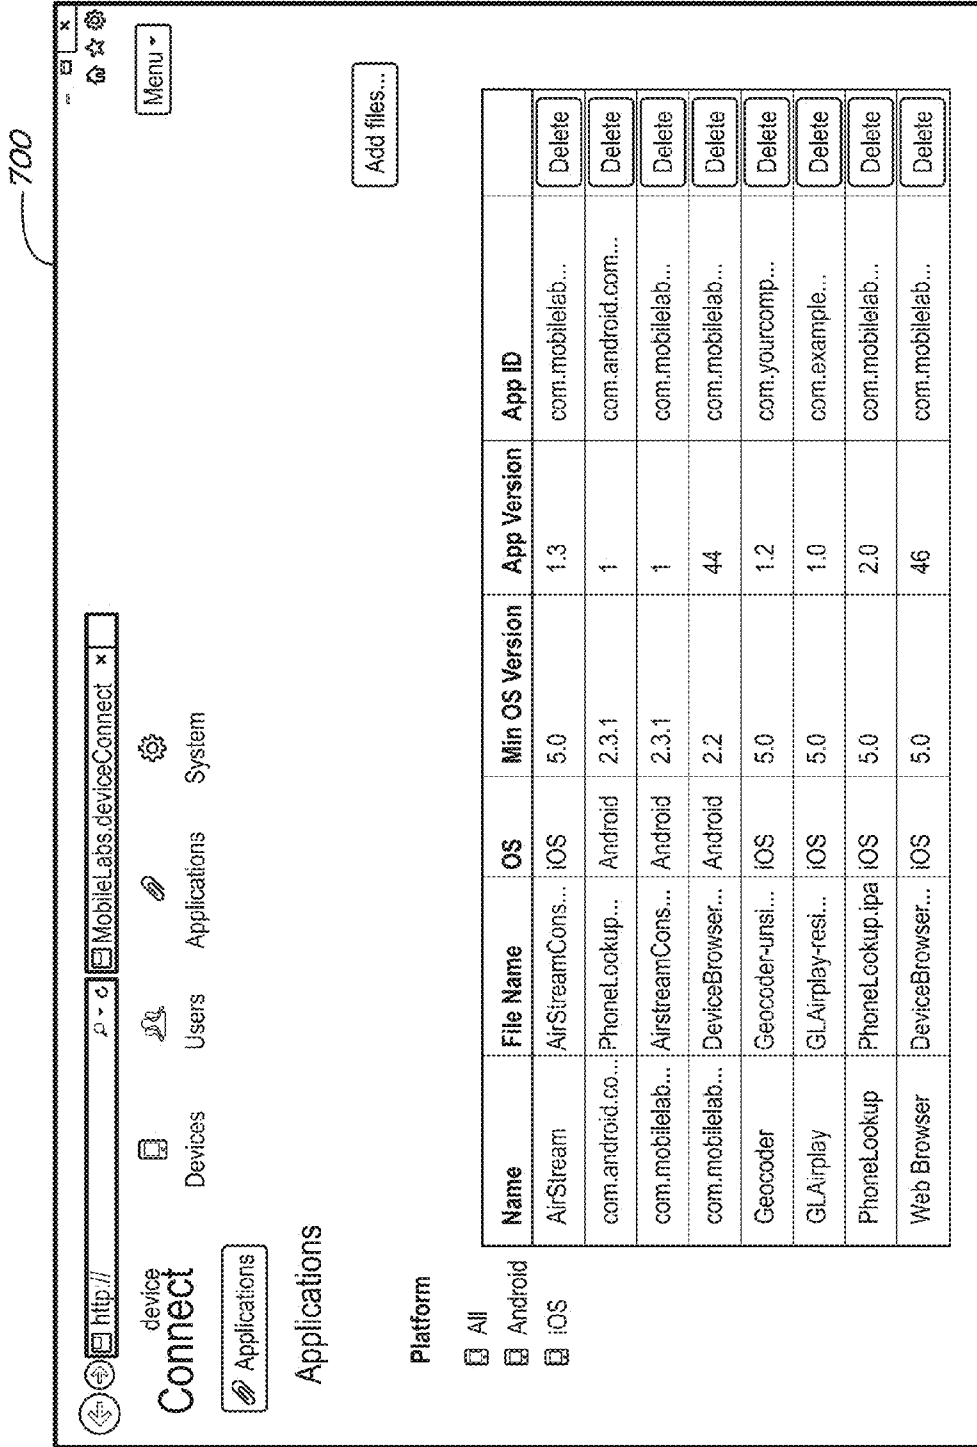 700
http://
MobileLabs.deviceConnect ×
device
Connect
Devices Users Applications System
Menu
Applications
Applications
Add files...
Platform
All
Android
iOS
Name File Name OS Min OS Version App Version App ID
AirStream AirStreamCons... iOS 5.0 1.3 com.mobilelab... Delete
com.android.co... PhoneLookup... Android 2.3.1 1 com.android.com... Delete
com.mobilelab... AirstreamCons... Android 2.3.1 1 com.mobilelab... Delete
com.mobilelab... DeviceBrowser... Android 2.2 44 com.mobilelab... Delete
Geocoder Geocoder-unsi... iOS 5.0 1.2 com.yourcomp... Delete
GLAirplay GLAirplay-resi... iOS 5.0 1.0 com.example... Delete
PhoneLookup PhoneLookup.ipa iOS 5.0 2.0 com.mobilelab... Delete
Web Browser DeviceBrowser... iOS 5.0 46 com.mobilelab... Delete